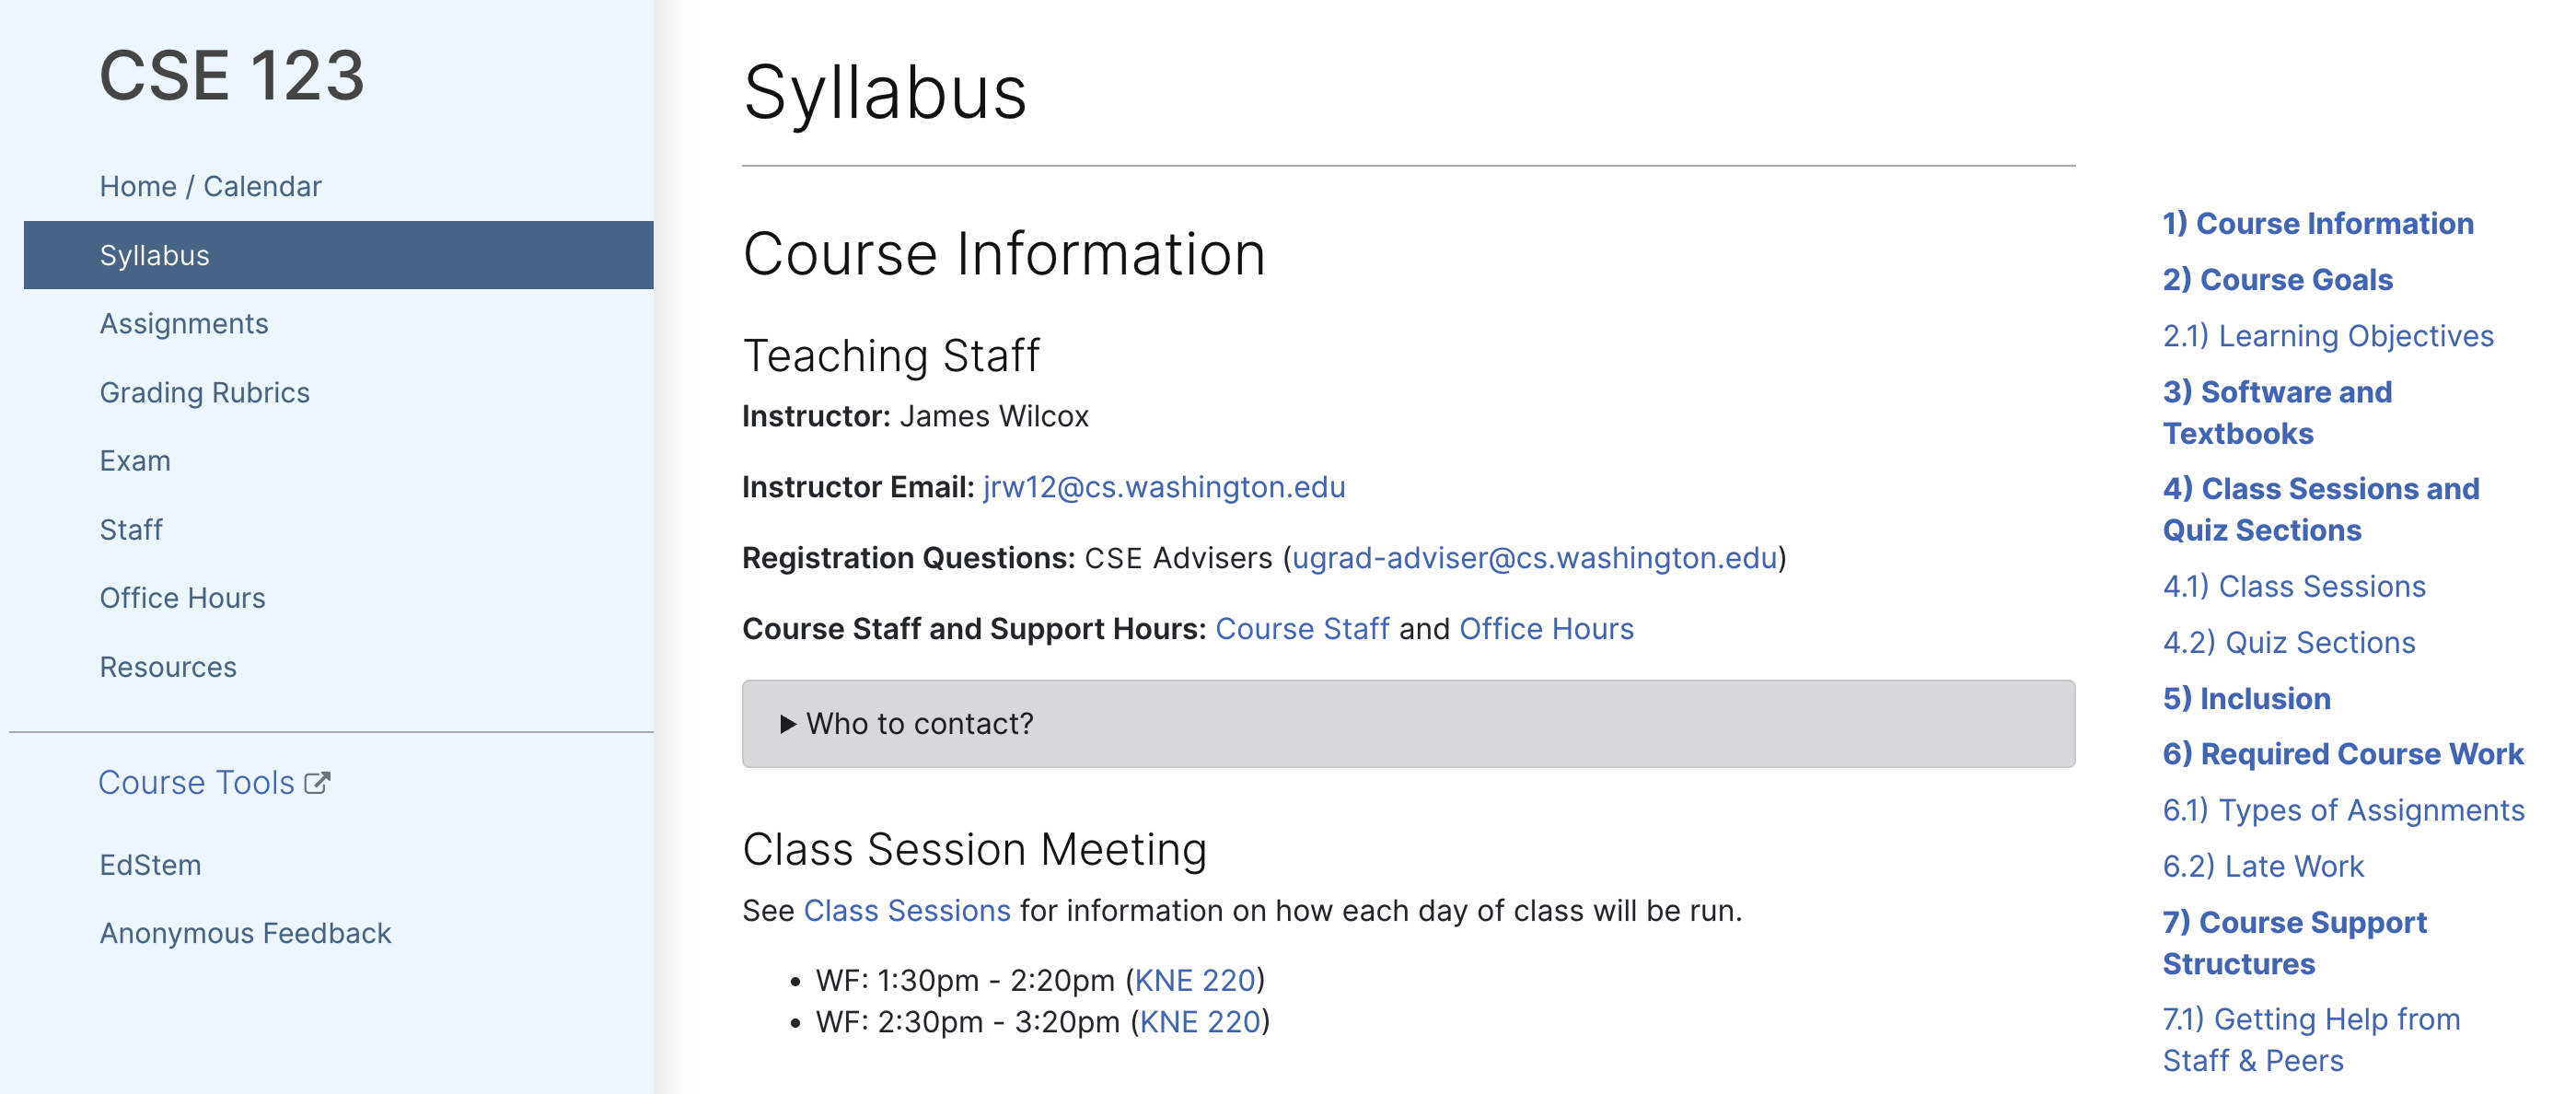 CSE 123
Home / Calendar
Syllabus
Assignments
Grading Rubrics
Exam
Staff
Office Hours
Resources
Course Tools
EdStem
Anonymous Feedback
Syllabus
Course Information
Teaching Staff
Instructor: James Wilcox
Instructor Email: jrw12@cs.washington.edu
Registration Questions: CSE Advisers (ugrad-adviser@cs.washington.edu)
Course Staff and Support Hours: Course Staff and Office Hours
▶ Who to contact?
Class Session Meeting
See Class Sessions for information on how each day of class will be run.
• WF: 1:30pm - 2:20pm (KNE 220)
• WF: 2:30pm - 3:20pm (KNE 220)
1) Course Information
2) Course Goals
2.1) Learning Objectives
3) Software and
Textbooks
4) Class Sessions and
Quiz Sections
4.1) Class Sessions
4.2) Quiz Sections
5) Inclusion
6) Required Course Work
6.1) Types of Assignments
6.2) Late Work
7) Course Support
Structures
7.1) Getting Help from
Staff & Peers